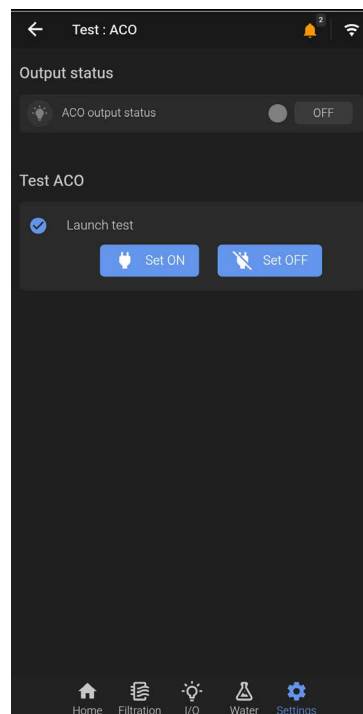 Test : ACO
2
Output status
ACO output status
OFF
Test ACO
Launch test
Set ON
Set OFF
Home
Filtration
I/O
Water
Settings